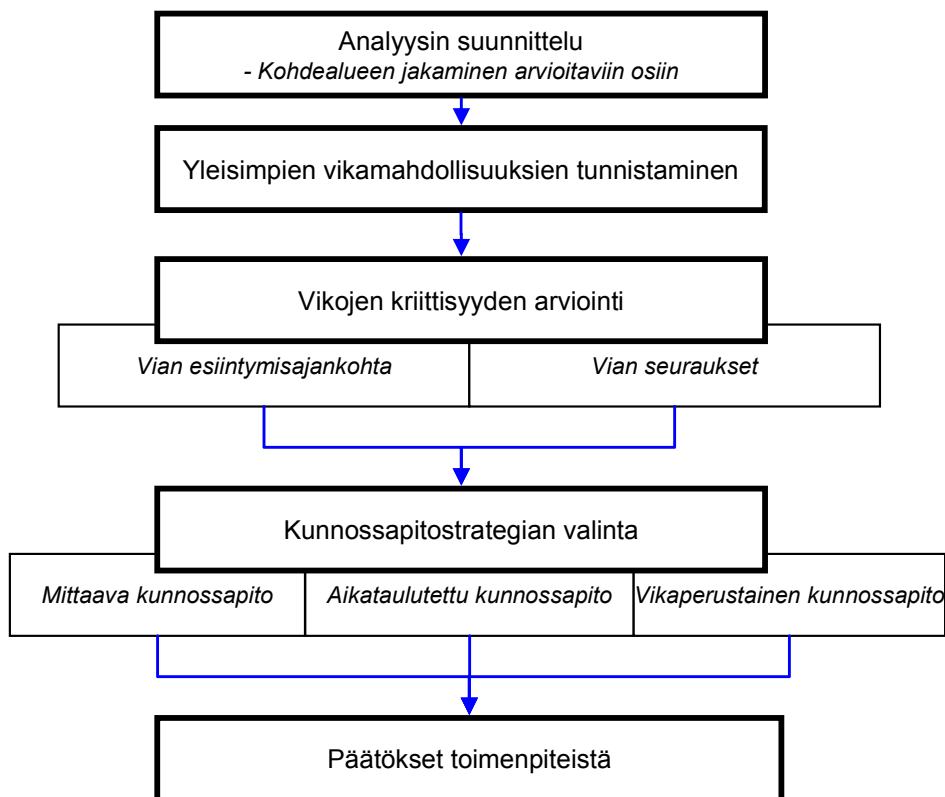 Analyysin suunnittelu
- Kohdealueen jakaminen arvioitaviin osiin
Yleisimpien vikamahdollisuuksien tunnistaminen
Vikojen kriittisyyden arviointi
Vian esiintymisajankohta
Vian seuraukset
Kunnossapitostrategian valinta
Mittaava kunnossapito
Aikataulutettu kunnossapito
Vikaperustainen kunnossapito
Päätökset toimenpiteistä